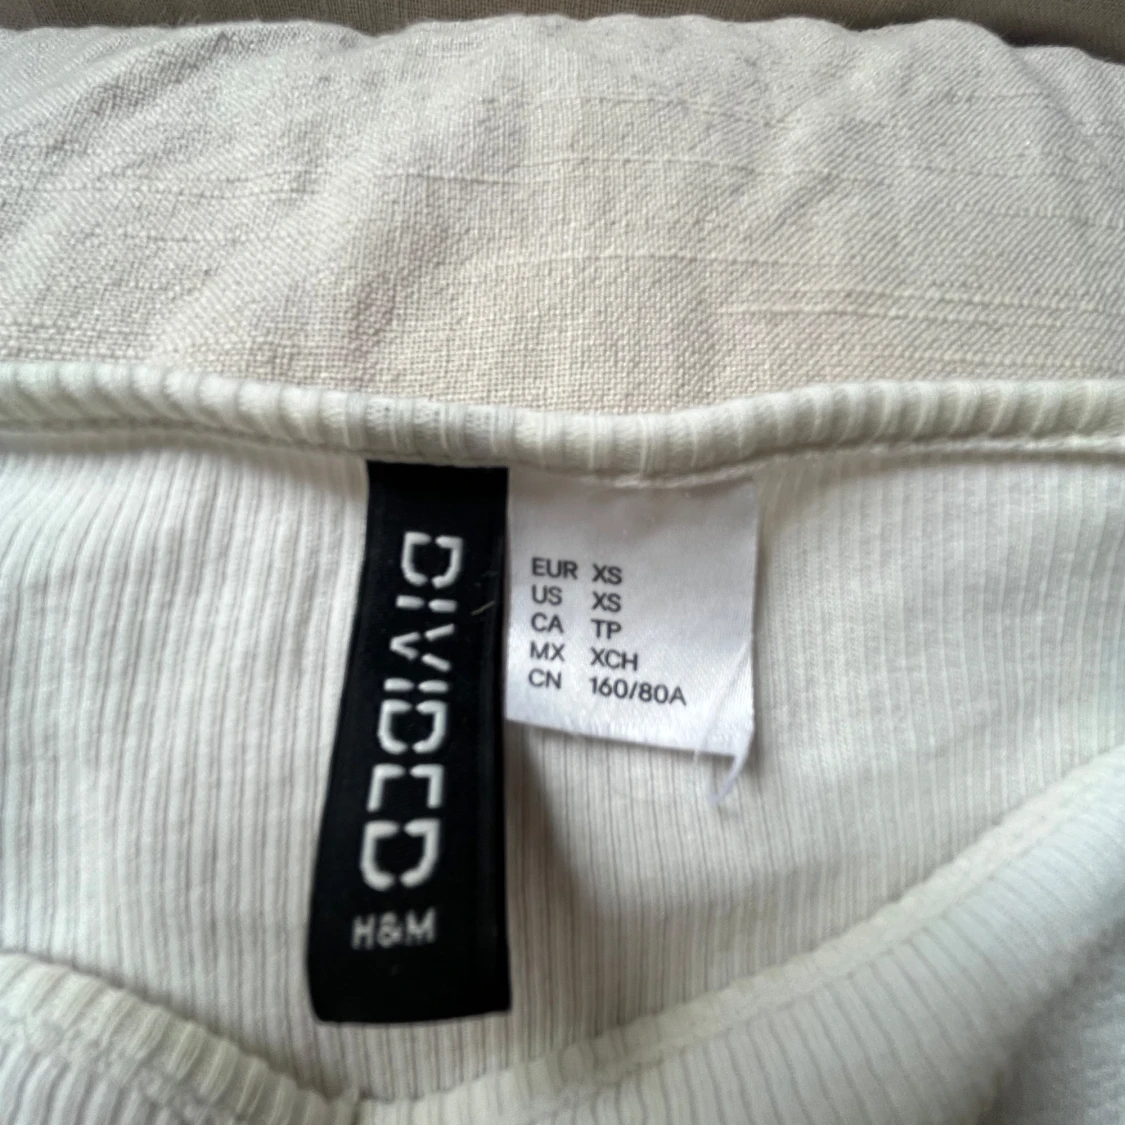 DIVIDED
H&M
EUR XS
US XS
CA TP
MX XCH
CN 160/80A